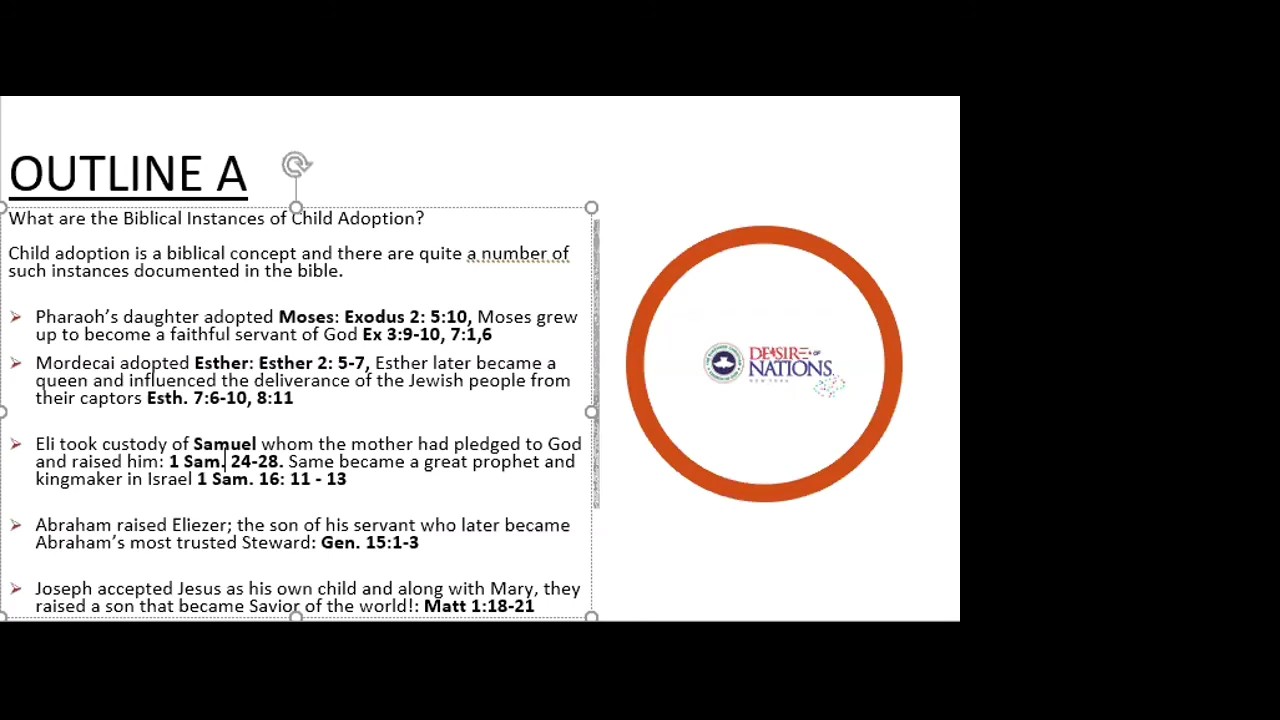 OUTLINE A
What are the Biblical Instances of Child Adoption?
Child adoption is a biblical concept and there are quite a number of
such instances documented in the bible.
Pharaoh's daughter adopted Moses: Exodus 2: 5:10, Moses grew
up to become a faithful servant of God Ex 3:9-10, 7:1,6
Mordecai adopted Esther: Esther 2: 5-7, Esther later became a
queen and influenced the deliverance of the Jewish people from
their captors Esth. 7:6-10, 8:11
Eli took custody of Samuel whom the mother had pledged to God
and raised him: 1 Sam. 24-28. Same became a great prophet and
kingmaker in Israel 1 Sam. 16: 11 - 13
Abraham raised Eliezer; the son of his servant who later became
Abraham's most trusted Steward: Gen. 15:1-3
Joseph accepted Jesus as his own child and along with Mary, they
raised a son that became Savior of the world!: Matt 1:18-21
DESIRE OF
NATIONS
NEW YORK